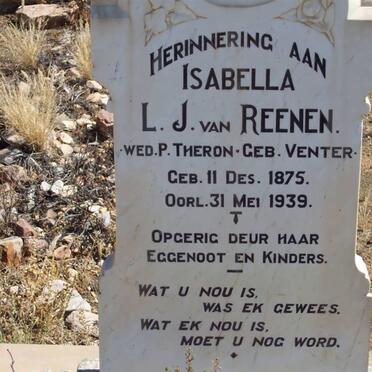 HERINNERING AAN
ISABELLA
L. J. VAN REENEN.
WED. P. THERON · GEB. VENTER
GEB. 11 DES. 1875.
OORL. 31 MEI 1939.
OPGERIG DEUR HAAR
EGGENOOT EN KINDERS.
WAT U NOU IS,
WAS EK GEWEES.
WAT EK NOU IS,
MOET U NOG WORD.